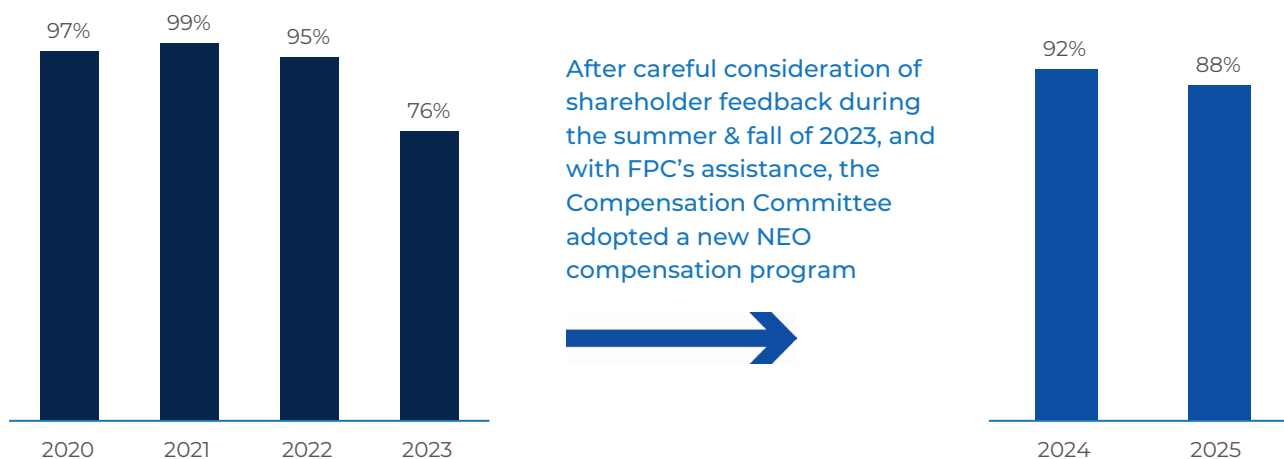 97%
99%
95%
76%
2020
2021
2022
2023
After careful consideration of
shareholder feedback during
the summer & fall of 2023, and
with FPC’s assistance, the
Compensation Committee
adopted a new NEO
compensation program
92%
88%
2024
2025